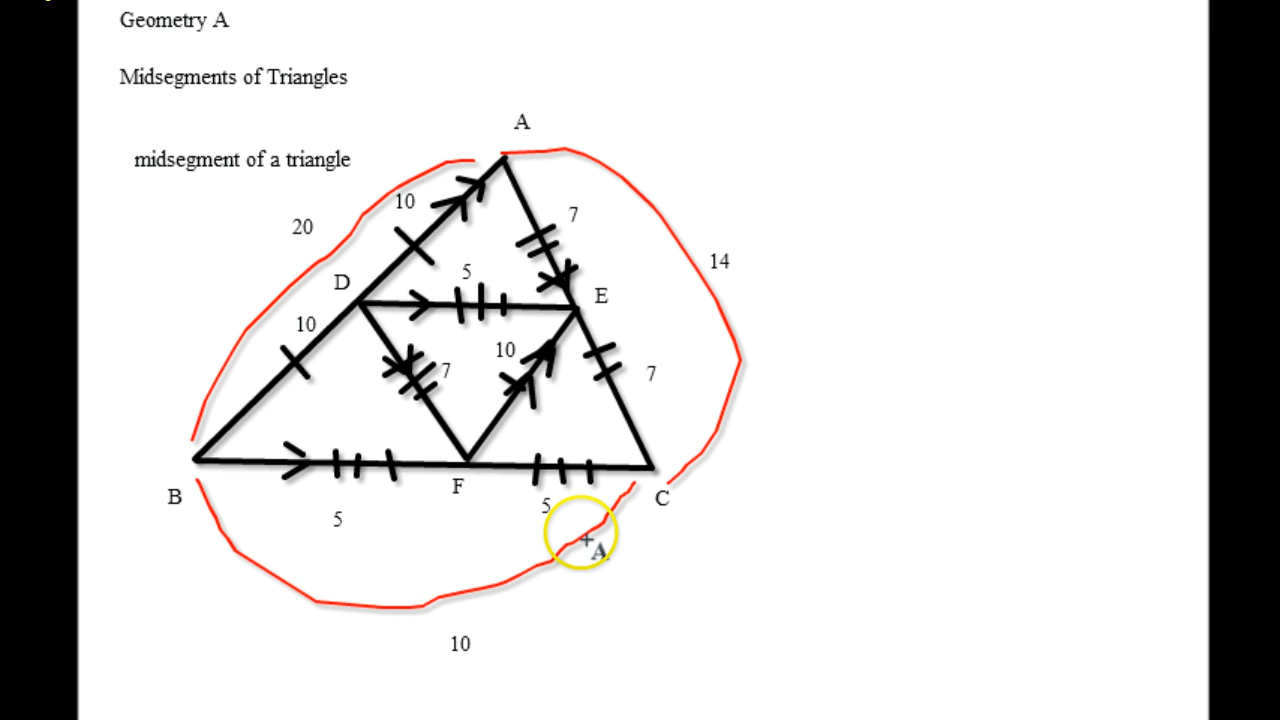 Geometry A
Midsegments of Triangles
A
midsegment of a triangle
10
7
20
14
5
D
E
10
10
7
7
F
B
C
5
5
A
10